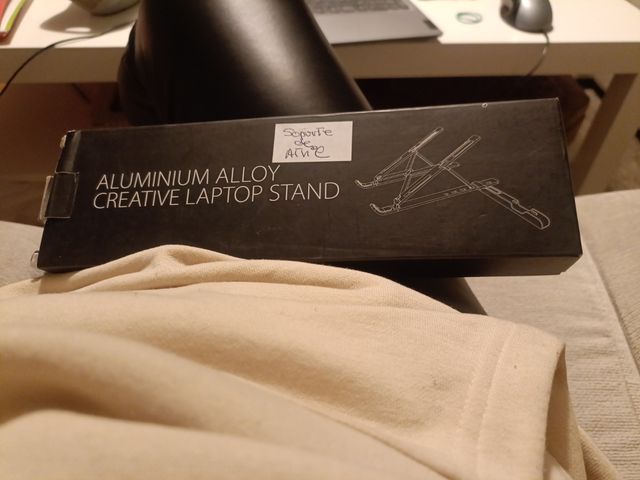 Soporte
de
ALUMINIUM ALLOY
CREATIVE LAPTOP STAND